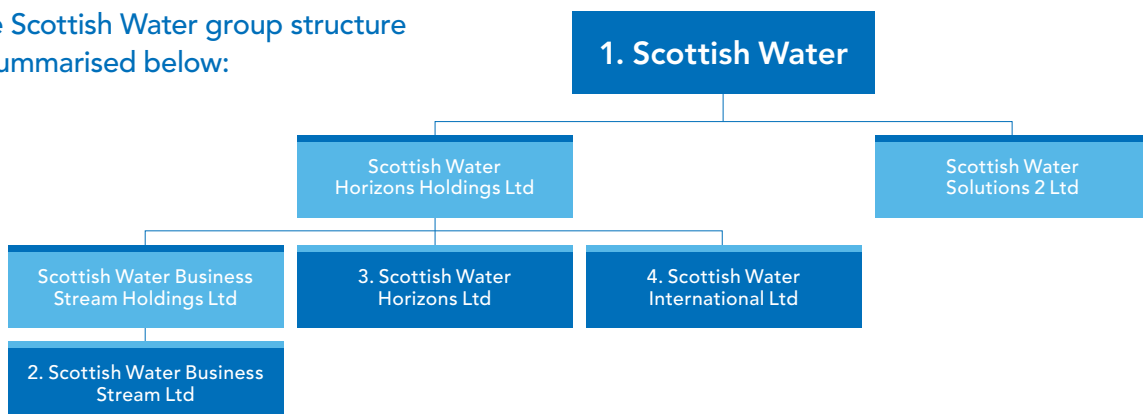 Scottish Water group structure
summarised below:
1. Scottish Water
Scottish Water
Horizons Holdings Ltd
Scottish Water
Solutions 2 Ltd
Scottish Water Business
Stream Holdings Ltd
3. Scottish Water
Horizons Ltd
4. Scottish Water
International Ltd
2. Scottish Water Business
Stream Ltd